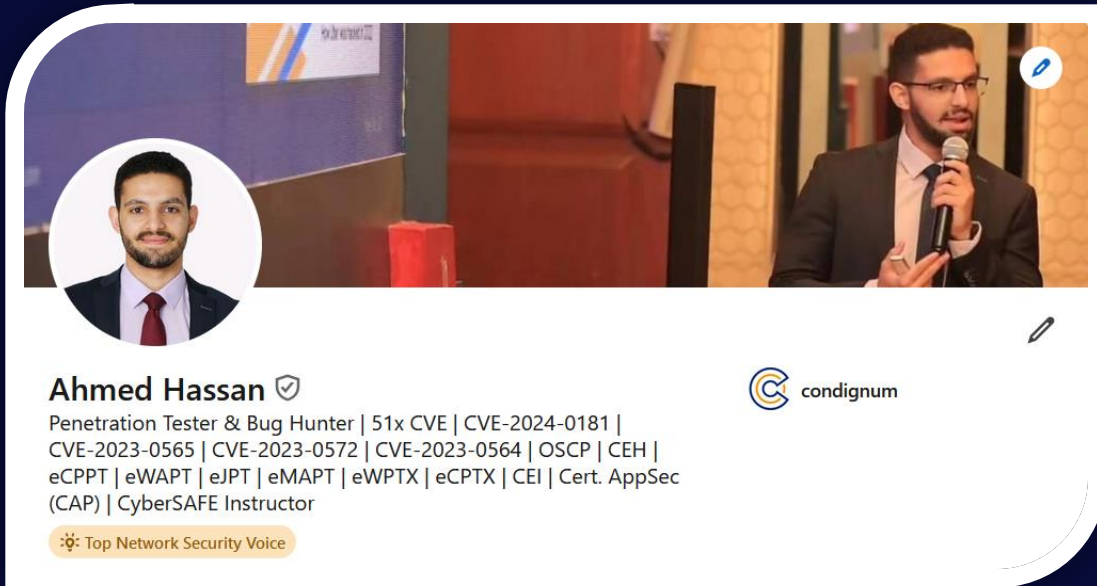 Ahmed Hassan
Penetration Tester & Bug Hunter | 51x CVE | CVE-2024-0181 |
CVE-2023-0565 | CVE-2023-0572 | CVE-2023-0564 | OSCP | CEH |
eCPPT | eWAPT | eJPT | eMAPT | eWPTX | eCPTX | CEI | Cert. AppSec
(CAP) | CyberSAFE Instructor
Top Network Security Voice
condignum